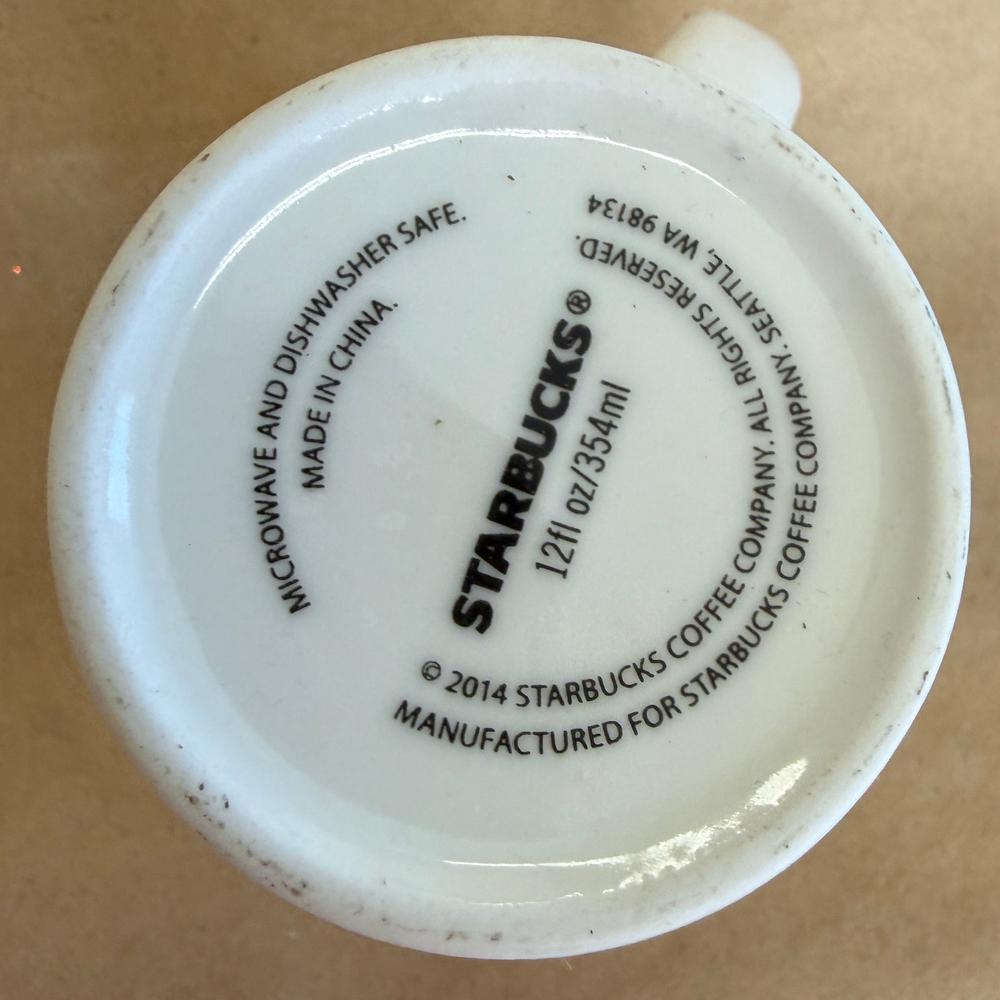 MICROWAVE AND DISHWASHER SAFE.
MADE IN CHINA.
STARBUCKS®
12fl oz/354ml
© 2014 STARBUCKS COFFEE COMPANY. ALL RIGHTS RESERVED.
MANUFACTURED FOR STARBUCKS COFFEE COMPANY. SEATTLE, WA 98134